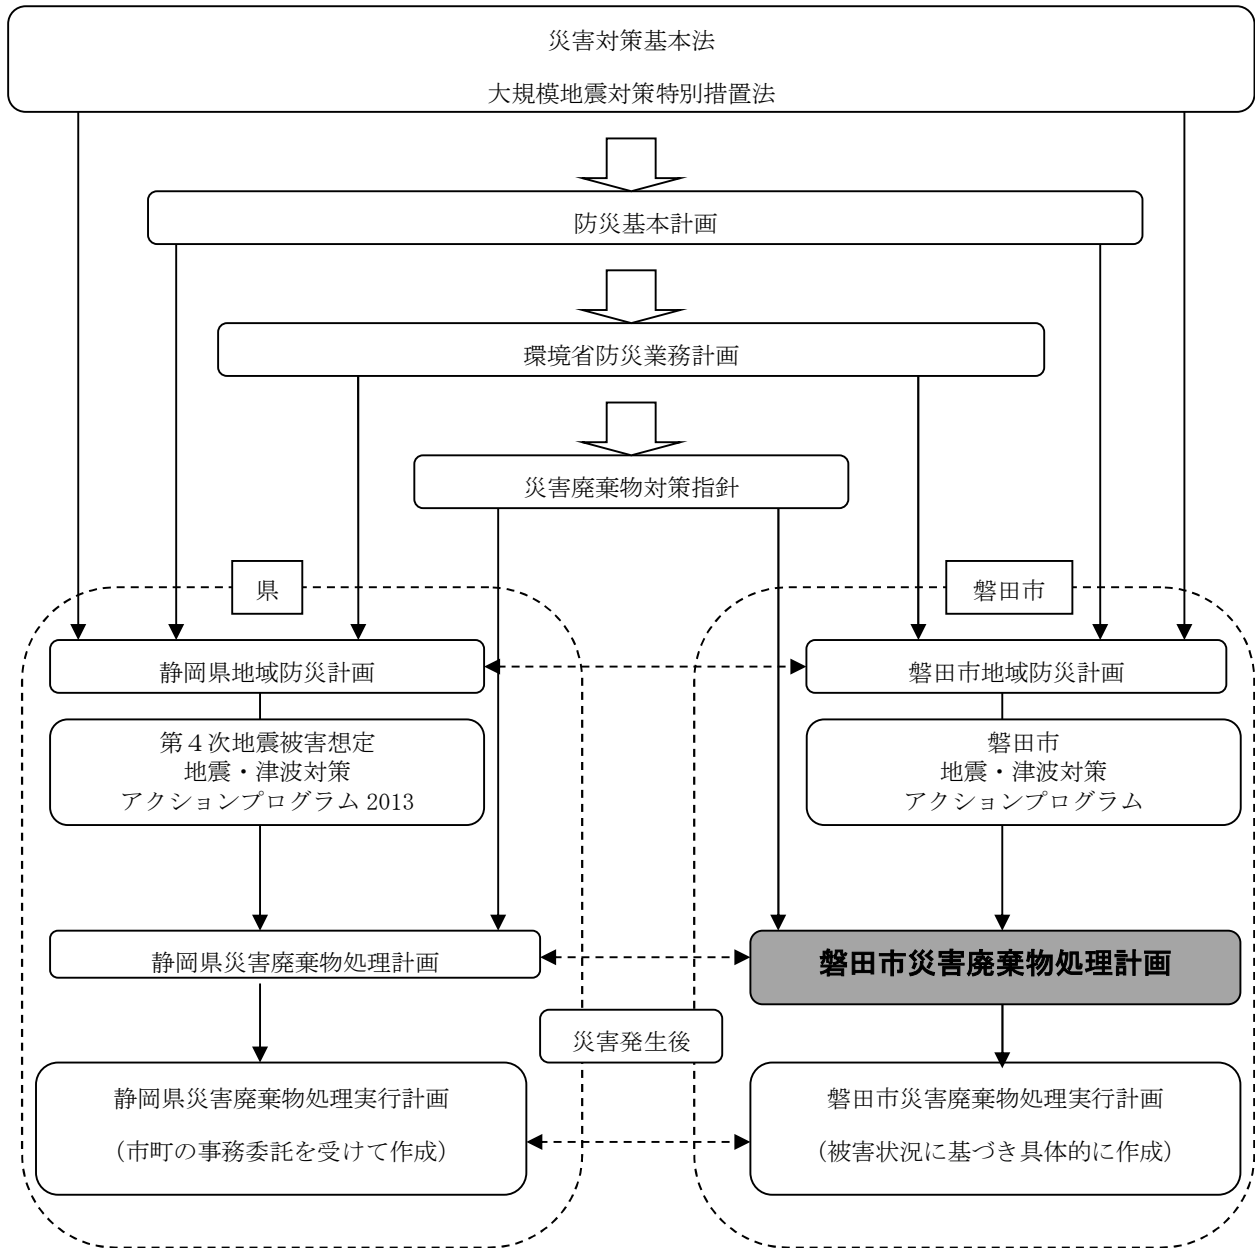 災害対策基本法
大規模地震対策特別措置法
防災基本計画
環境省防災業務計画
災害廃棄物対策指針
県
磐田市
静岡県地域防災計画
磐田市地域防災計画
第４次地震被害想定
地震・津波対策
アクションプログラム 2013
磐田市
地震・津波対策
アクションプログラム
静岡県災害廃棄物処理計画
磐田市災害廃棄物処理計画
災害発生後
静岡県災害廃棄物処理実行計画
（市町の事務委託を受けて作成）
磐田市災害廃棄物処理実行計画
（被害状況に基づき具体的に作成）